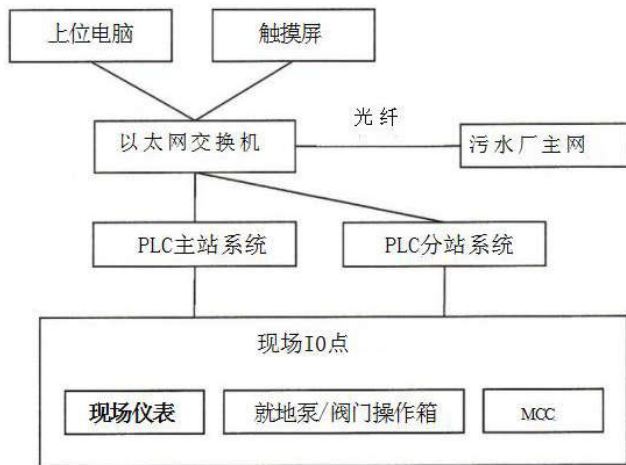 上位电脑
触摸屏
以太网交换机
光纤
污水厂主网
PLC主站系统
PLC分站系统
现场IO点
现场仪表
就地泵/阀门操作箱
MCC